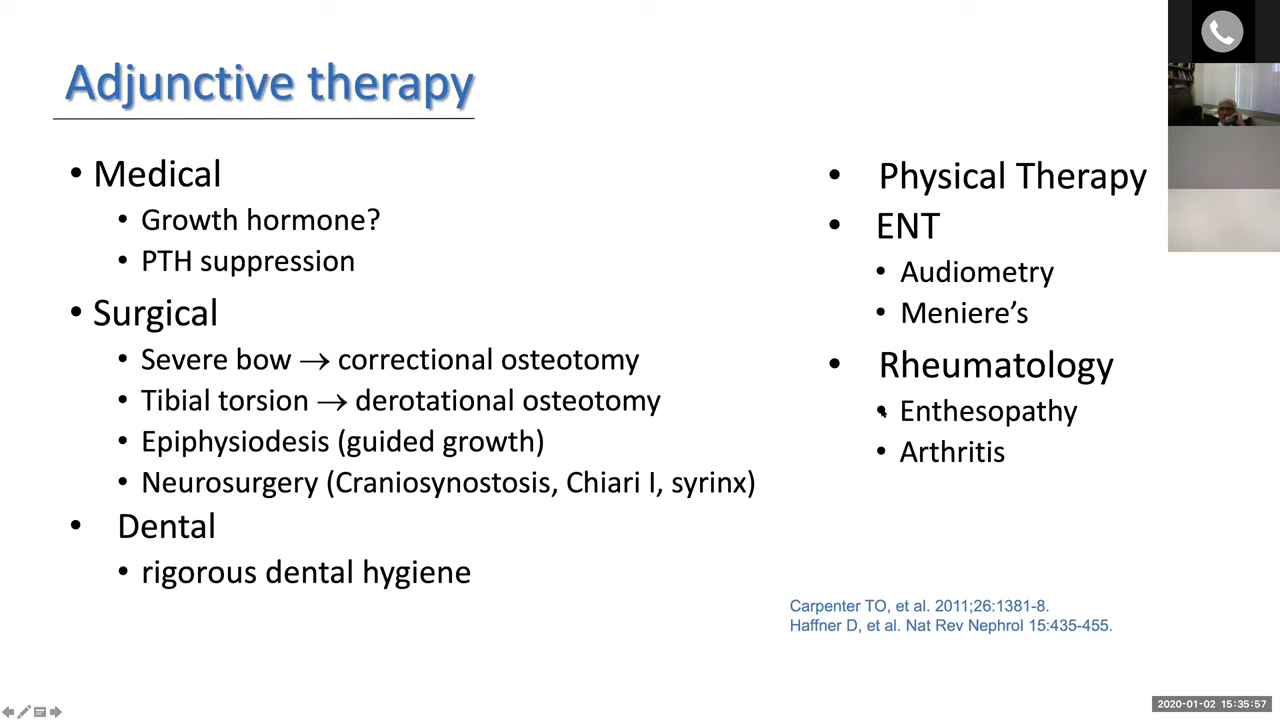 Adjunctive therapy
• Medical
• Growth hormone?
• PTH suppression
• Surgical
• Severe bow → correctional osteotomy
• Tibial torsion → derotational osteotomy
• Epiphysiodesis (guided growth)
• Neurosurgery (Craniosynostosis, Chiari I, syrinx)
• Dental
• rigorous dental hygiene
• Physical Therapy
• ENT
• Audiometry
• Meniere’s
• Rheumatology
• Enthesopathy
• Arthritis
Carpenter TO, et al. 2011;26:1381-8.
Haffner D, et al. Nat Rev Nephrol 15:435-455.
2020-01-02 15:35:57